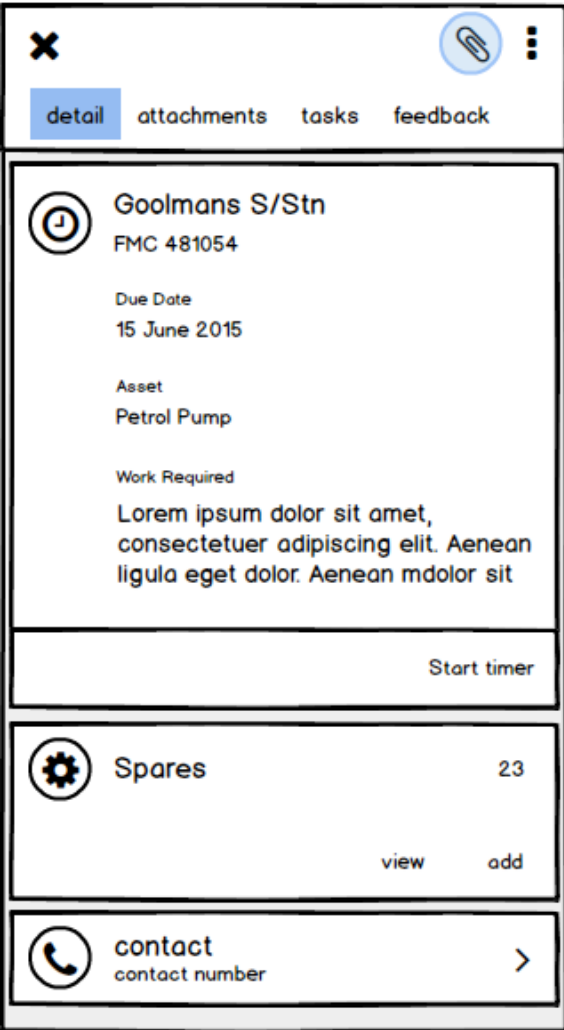 detail attachments tasks feedback
Goolmans S/Stn
FMC 481054
Due Date
15 June 2015
Asset
Petrol Pump
Work Required
Lorem ipsum dolor sit amet,
consectetuer adipiscing elit. Aenean
ligula eget dolor. Aenean mdolor sit
Start timer
Spares 23
view add
contact
contact number